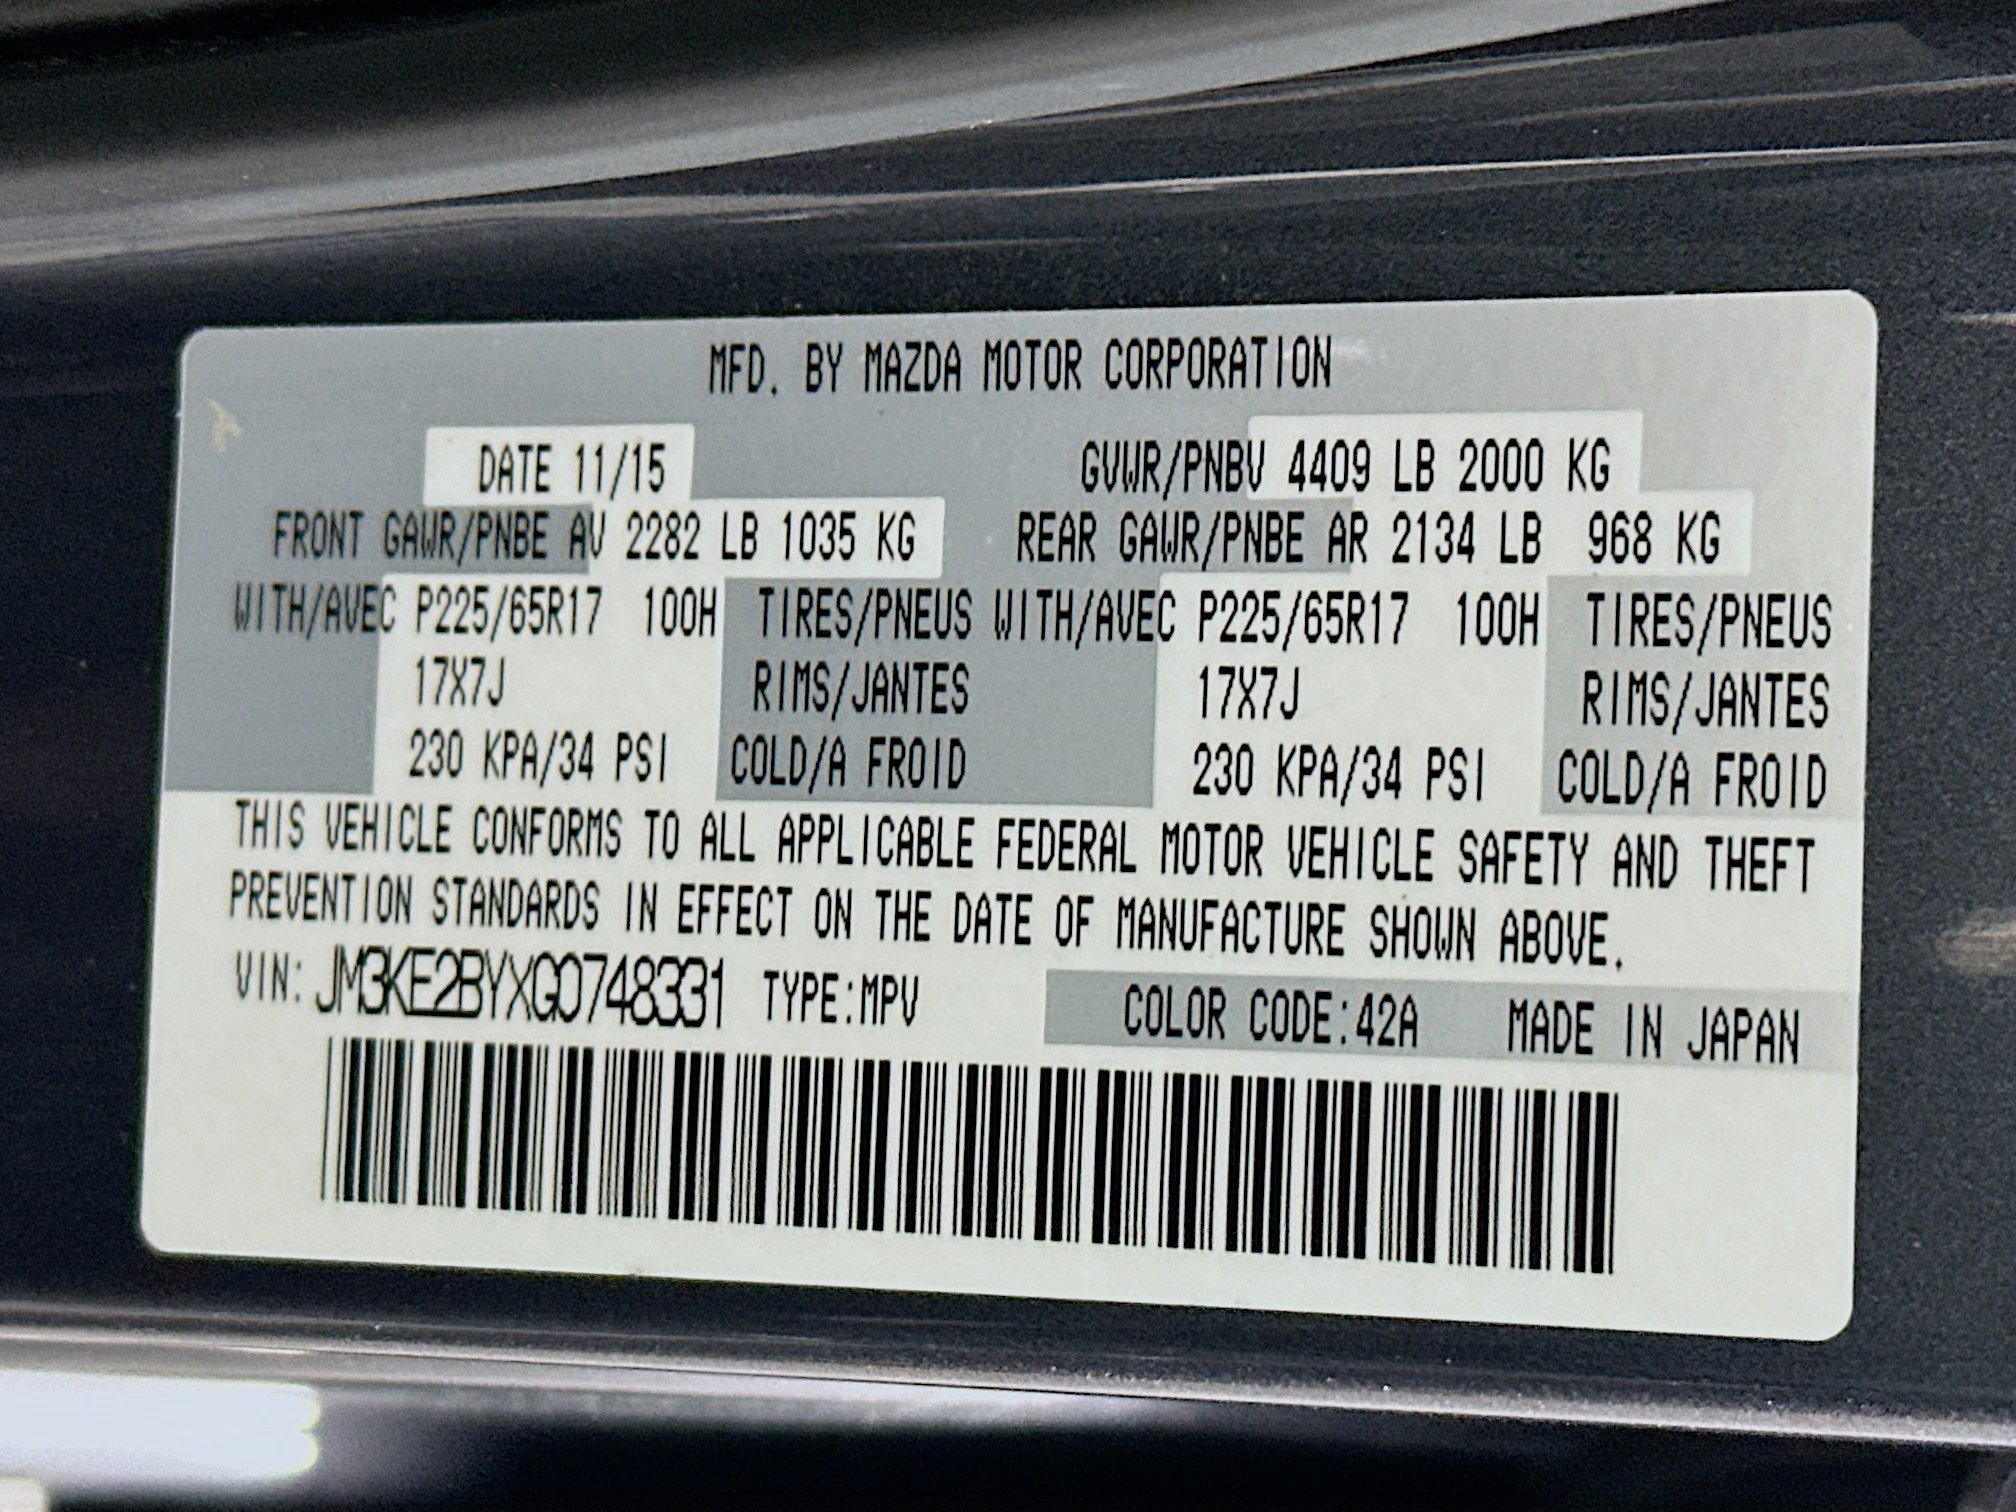 MFD. BY MAZDA MOTOR CORPORATION
DATE 11/15 GVWR/PNBV 4409 LB 2000 KG
FRONT GAWR/PNBE AV 2282 LB 1035 KG REAR GAWR/PNBE AR 2134 LB 968 KG
WITH/AVEC P225/65R17 100H TIRES/PNEUS WITH/AVEC P225/65R17 100H TIRES/PNEUS
17X7J RIMS/JANTES 17X7J RIMS/JANTES
230 KPA/34 PSI COLD/A FROID 230 KPA/34 PSI COLD/A FROID
THIS VEHICLE CONFORMS TO ALL APPLICABLE FEDERAL MOTOR VEHICLE SAFETY AND THEFT
PREVENTION STANDARDS IN EFFECT ON THE DATE OF MANUFACTURE SHOWN ABOVE.
VIN: JM3KE2BYXG0748331 TYPE:MPV COLOR CODE:42A MADE IN JAPAN